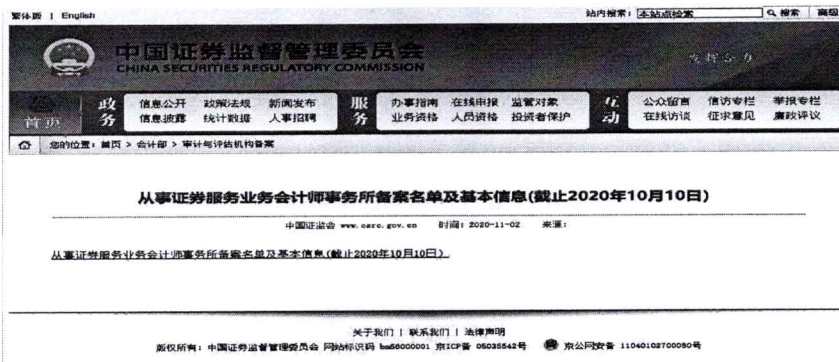 繁体版 | English
站内搜索: 本站点检索 搜索 高级
中国证券监督管理委员会
CHINA SECURITIES REGULATORY COMMISSION
首页
政务 信息公开 政策法规 新闻发布 服务 办事指南 在线申报 监管对象 互动 公众留言 信访专栏 举报专栏
信息披露 统计数据 人事招聘 业务资格 人员资格 投资者保护 在线访谈 征求意见 廉政评议
您的位置: 首页 > 会计部 > 审计与评估机构备案
从事证券服务业务会计师事务所备案名单及基本信息(截止2020年10月10日)
中国证监会 www.csrc.gov.cn 时间: 2020-11-02 来源:
从事证券服务业务会计师事务所备案名单及基本信息(截止2020年10月10日)
关于我们 | 联系我们 | 法律声明
版权所有: 中国证券监督管理委员会 网站标识码 bm56000001 京ICP备 05035542号 京公网安备 11040102700080号